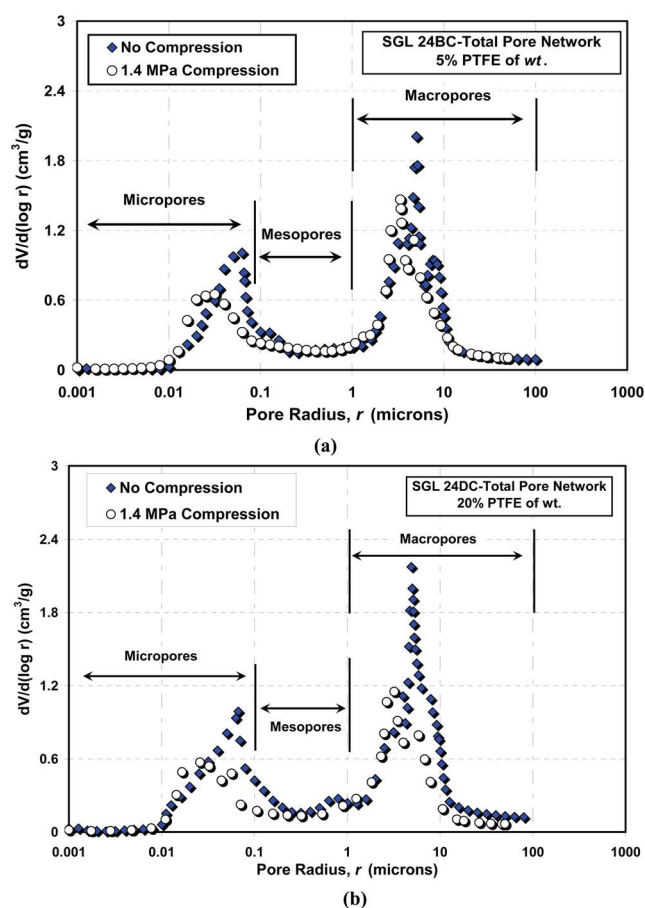 3
No Compression
1.4 MPa Compression
SGL 24BC-Total Pore Network
5% PTFE of wt.
2.4
Macropores
1.8
Micropores
1.2
Mesopores
0.6
0
dV/d(log r) (cm³/g)
0.001 0.01 0.1 1 10 100 1000
Pore Radius, r (microns)
(a)
3
No Compression
1.4 MPa Compression
SGL 24DC-Total Pore Network
20% PTFE of wt.
2.4
Macropores
1.8
Micropores
1.2
Mesopores
0.6
0
dV/d(log r) (cm³/g)
0.001 0.01 0.1 1 10 100 1000
Pore Radius, r (microns)
(b)